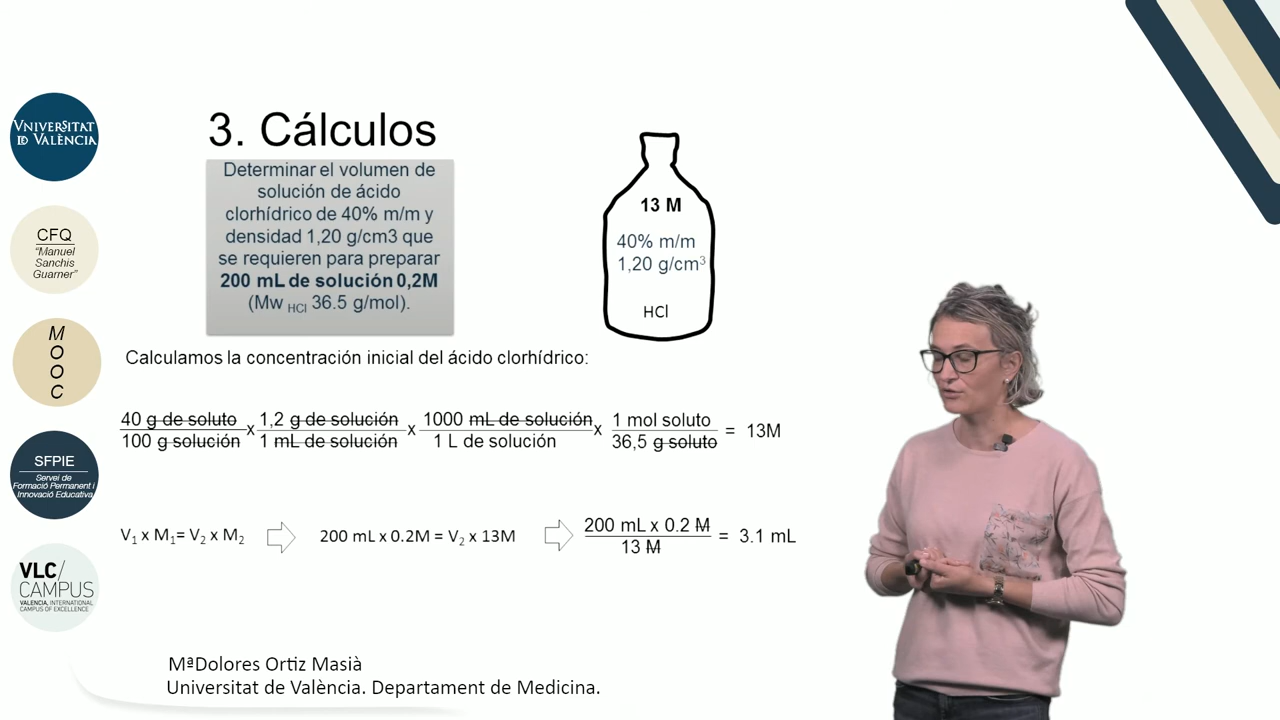 VNIVERSITAT
ID VALÈNCIA
CFQ
"Manuel
Sanchis
Guarner"
M
O
O
C
SFPIE
Servei de
Formació Permanent i
Innovació Educativa
VLC/
CAMPUS
VALENCIA, INTERNATIONAL
CAMPUS OF EXCELLENCE
3. Cálculos
Determinar el volumen de
solución de ácido
clorhídrico de 40% m/m y
densidad 1,20 g/cm3 que
se requieren para preparar
200 mL de solución 0,2M
(Mw HCl 36.5 g/mol).
13 M
40% m/m
1,20 g/cm³
HCl
Calculamos la concentración inicial del ácido clorhídrico:
40 g de soluto x 1,2 g de solución x 1000 mL de solución x 1 mol soluto = 13M
100 g solución 1 mL de solución 1 L de solución 36,5 g soluto
V₁ x M₁= V₂ x M₂
200 mL x 0.2M = V₂ x 13M
200 mL x 0.2 M = 3.1 mL
13 M
MªDolores Ortiz Masià
Universitat de València. Departament de Medicina.